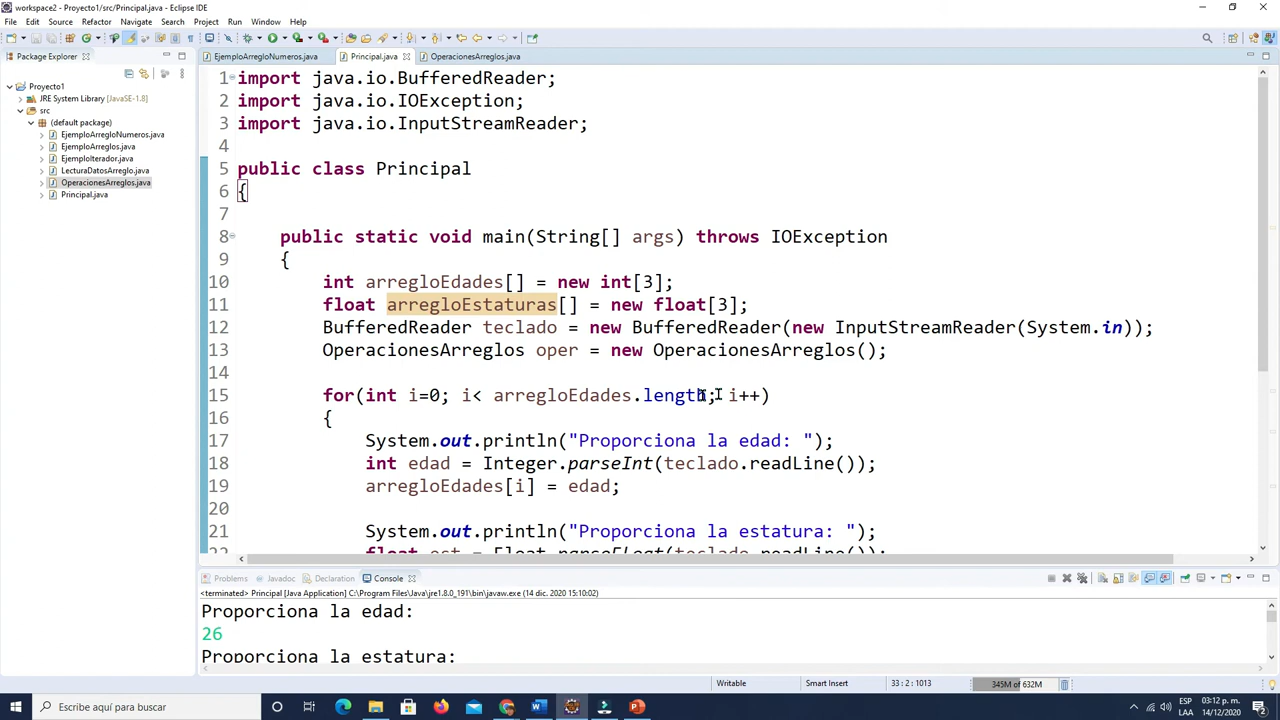 workspace2 - Proyecto1/src/Principal.java - Eclipse IDE
File Edit Source Refactor Navigate Search Project Run Window Help
Package Explorer
EjemploArregloNumeros.java Principal.java OperacionesArreglos.java
Proyecto1
JRE System Library [JavaSE-1.8]
src
(default package)
EjemploArregloNumeros.java
EjemploArreglos.java
EjemploIterador.java
LecturaDatosArreglo.java
OperacionesArreglos.java
Principal.java
1 import java.io.BufferedReader;
2 import java.io.IOException;
3 import java.io.InputStreamReader;
4
5 public class Principal
6 {
7
8 public static void main(String[] args) throws IOException
9 {
10 int arregloEdades[] = new int[3];
11 float arregloEstaturas[] = new float[3];
12 BufferedReader teclado = new BufferedReader(new InputStreamReader(System.in));
13 OperacionesArreglos oper = new OperacionesArreglos();
14
15 for(int i=0; i< arregloEdades.length; i++)
16 {
17 System.out.println("Proporciona la edad: ");
18 int edad = Integer.parseInt(teclado.readLine());
19 arregloEdades[i] = edad;
20
21 System.out.println("Proporciona la estatura: ");
22 float est = Float.parseFloat(teclado.readLine());
Problems Javadoc Declaration Console
<terminated> Principal [Java Application] C:\Program Files\Java\jre1.8.0_191\bin\javaw.exe (14 dic. 2020 15:10:02)
Proporciona la edad:
26
Proporciona la estatura:
Writable Smart Insert 33 : 2 : 1013 345M of 632M
Escribe aquí para buscar
ESP 03:12 p. m.
LAA 14/12/2020
2